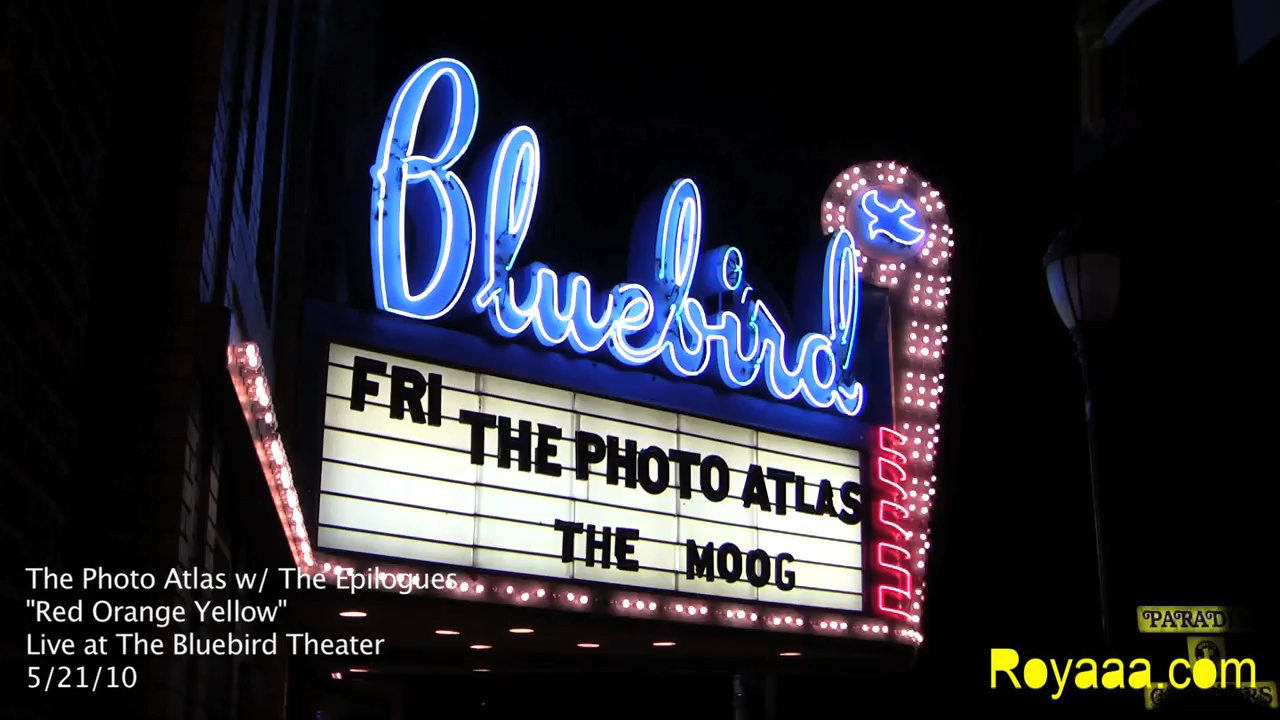 Bluebird
FRI THE PHOTO ATLAS
THE MOOG
The Photo Atlas w/ The Epilogues
"Red Orange Yellow"
Live at The Bluebird Theater
5/21/10
Royaaa.com